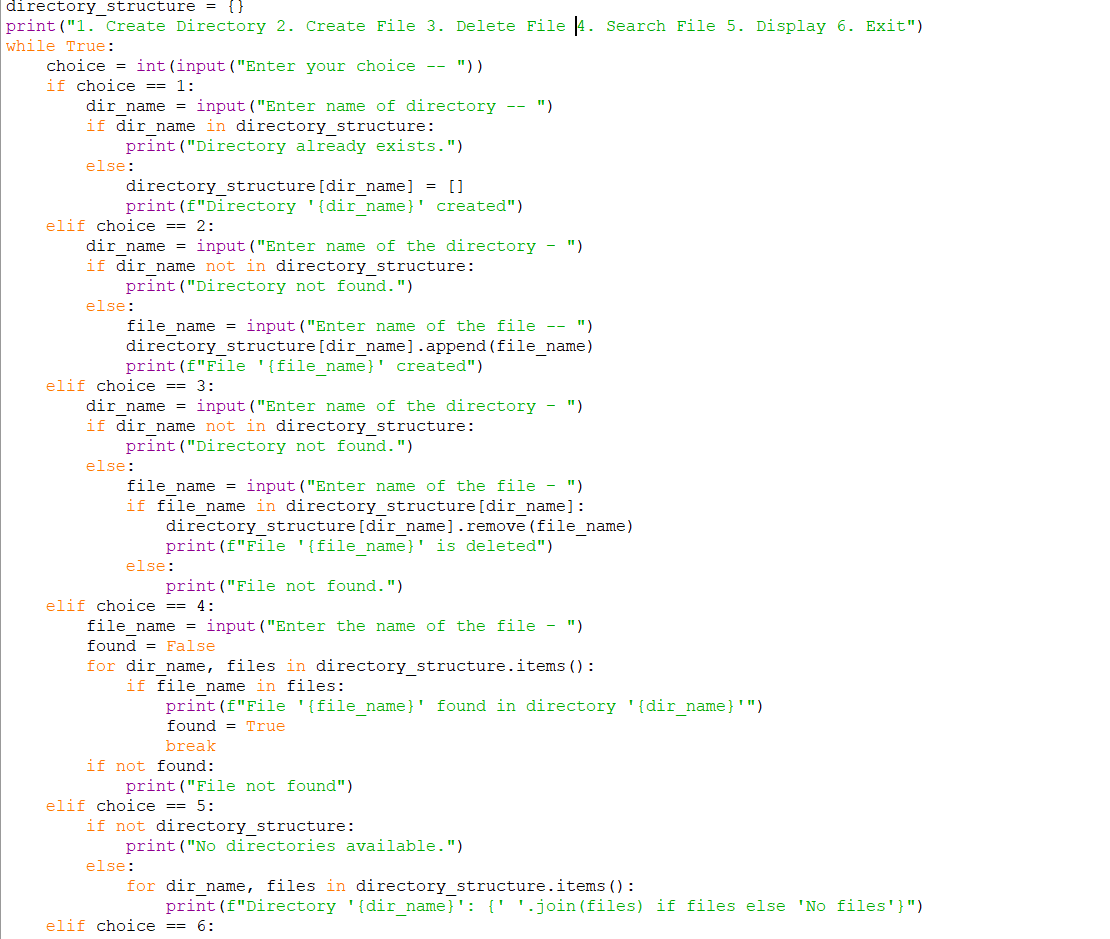 directory_structure = {}
print("1. Create Directory 2. Create File 3. Delete File 4. Search File 5. Display 6. Exit")
while True:
    choice = int(input("Enter your choice -- "))
    if choice == 1:
        dir_name = input("Enter name of directory -- ")
        if dir_name in directory_structure:
            print("Directory already exists.")
        else:
            directory_structure[dir_name] = []
            print(f"Directory '{dir_name}' created")
    elif choice == 2:
        dir_name = input("Enter name of the directory - ")
        if dir_name not in directory_structure:
            print("Directory not found.")
        else:
            file_name = input("Enter name of the file -- ")
            directory_structure[dir_name].append(file_name)
            print(f"File '{file_name}' created")
    elif choice == 3:
        dir_name = input("Enter name of the directory - ")
        if dir_name not in directory_structure:
            print("Directory not found.")
        else:
            file_name = input("Enter name of the file - ")
            if file_name in directory_structure[dir_name]:
                directory_structure[dir_name].remove(file_name)
                print(f"File '{file_name}' is deleted")
            else:
                print("File not found.")
    elif choice == 4:
        file_name = input("Enter the name of the file - ")
        found = False
        for dir_name, files in directory_structure.items():
            if file_name in files:
                print(f"File '{file_name}' found in directory '{dir_name}'")
                found = True
                break
        if not found:
            print("File not found")
    elif choice == 5:
        if not directory_structure:
            print("No directories available.")
        else:
            for dir_name, files in directory_structure.items():
                print(f"Directory '{dir_name}': {' '.join(files) if files else 'No files'}")
    elif choice == 6: